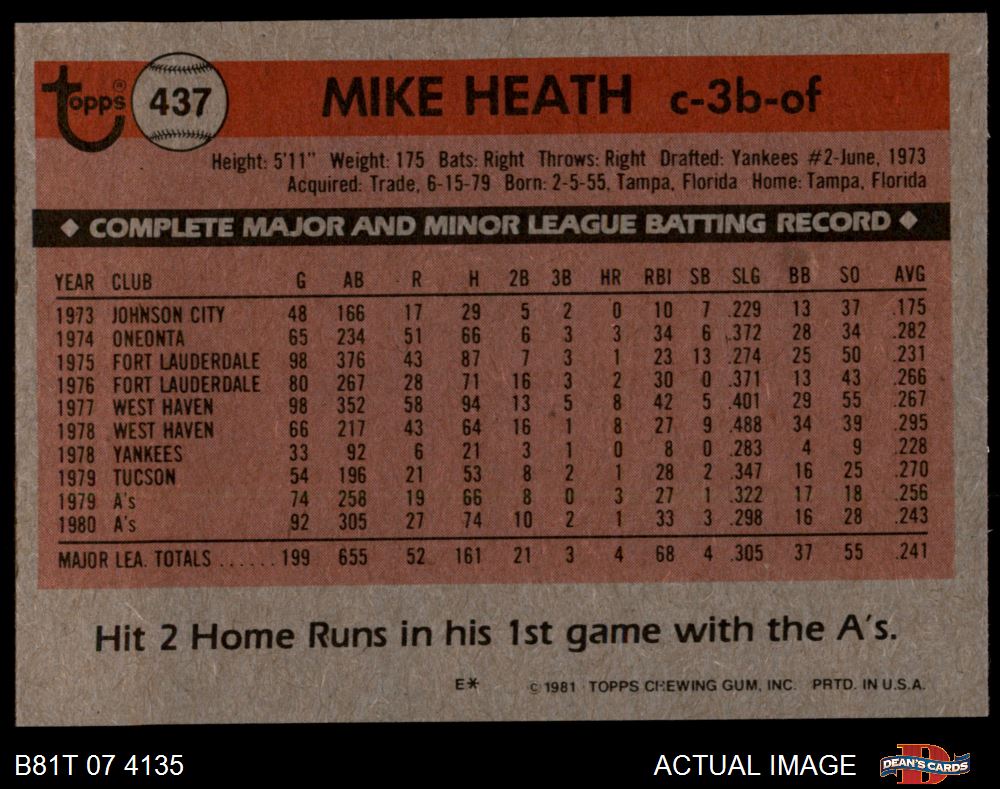 Topps® 437 MIKE HEATH c-3b-of
Height: 5'11" Weight: 175 Bats: Right Throws: Right Drafted: Yankees #2-June, 1973
Acquired: Trade, 6-15-79 Born: 2-5-55, Tampa, Florida Home: Tampa, Florida
◆ COMPLETE MAJOR AND MINOR LEAGUE BATTING RECORD ◆
YEAR CLUB G AB R H 2B 3B HR RBI SB SLG BB SO AVG
1973 JOHNSON CITY 48 166 17 29 5 2 0 10 7 .229 13 37 .175
1974 ONEONTA 65 234 51 66 6 3 3 34 6 .372 28 34 .282
1975 FORT LAUDERDALE 98 376 43 87 7 3 1 23 13 .274 25 50 .231
1976 FORT LAUDERDALE 80 267 28 71 16 3 2 30 0 .371 13 43 .266
1977 WEST HAVEN 98 352 58 94 13 5 8 42 5 .401 29 55 .267
1978 WEST HAVEN 66 217 43 64 16 1 8 27 9 .488 34 39 .295
1978 YANKEES 33 92 6 21 3 1 0 8 0 .283 4 9 .228
1979 TUCSON 54 196 21 53 8 2 1 28 2 .347 16 25 .270
1979 A's 74 258 19 66 8 0 3 27 1 .322 17 18 .256
1980 A's 92 305 27 74 10 2 1 33 3 .298 16 28 .243
MAJOR LEA. TOTALS ...... 199 655 52 161 21 3 4 68 4 .305 37 55 .241
Hit 2 Home Runs in his 1st game with the A's.
E* © 1981 TOPPS CHEWING GUM, INC. PRTD. IN U.S.A.
B81T 07 4135 ACTUAL IMAGE D DEAN'S CARDS